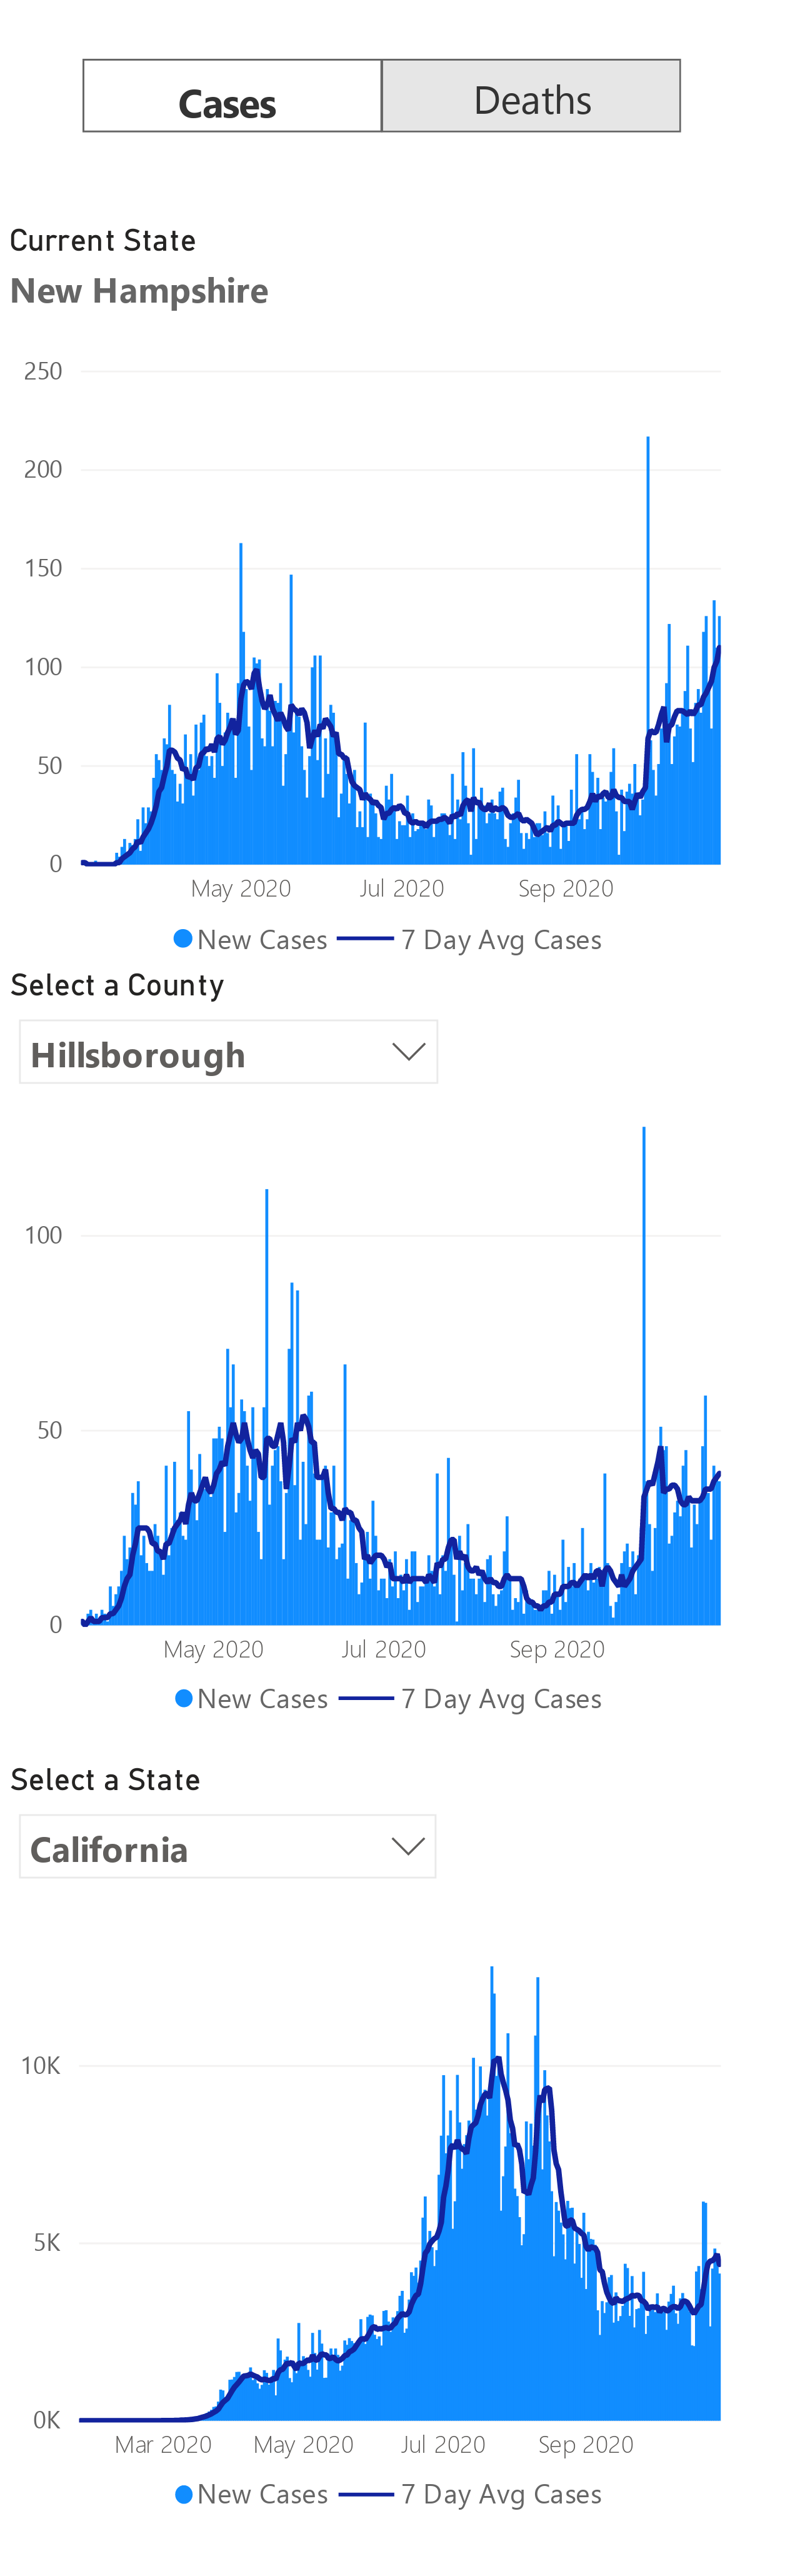 Cases Deaths
Current State
New Hampshire
250
200
150
100
50
0
May 2020 Jul 2020 Sep 2020
New Cases 7 Day Avg Cases
Select a County
Hillsborough
100
50
0
May 2020 Jul 2020 Sep 2020
New Cases 7 Day Avg Cases
Select a State
California
10K
5K
0K
Mar 2020 May 2020 Jul 2020 Sep 2020
New Cases 7 Day Avg Cases